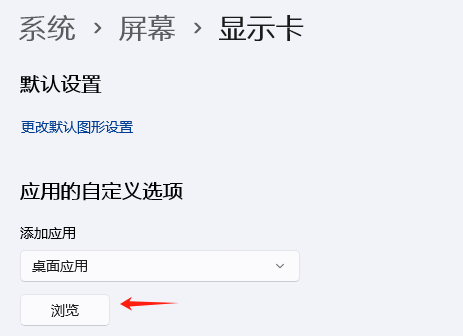 系统 › 屏幕 › 显示卡
默认设置
更改默认图形设置
应用的自定义选项
添加应用
桌面应用
浏览